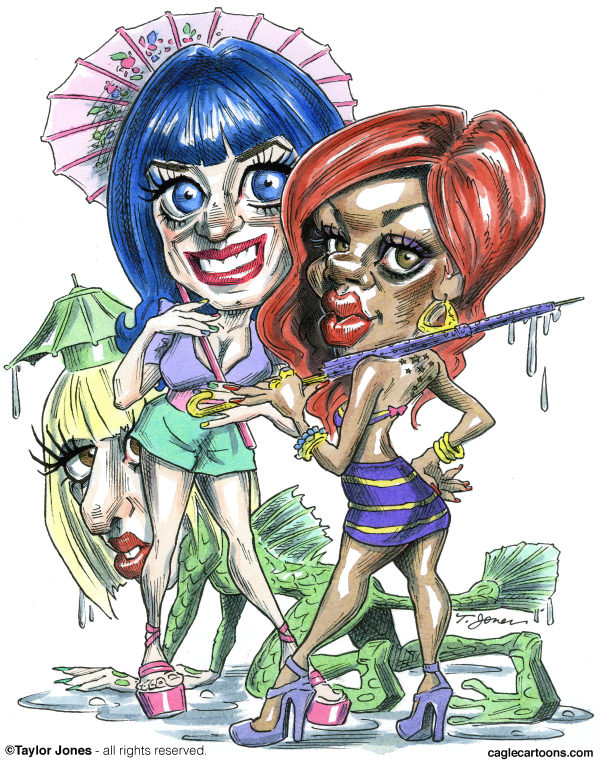 T. Jones
©Taylor Jones - all rights reserved.
caglecartoons.com